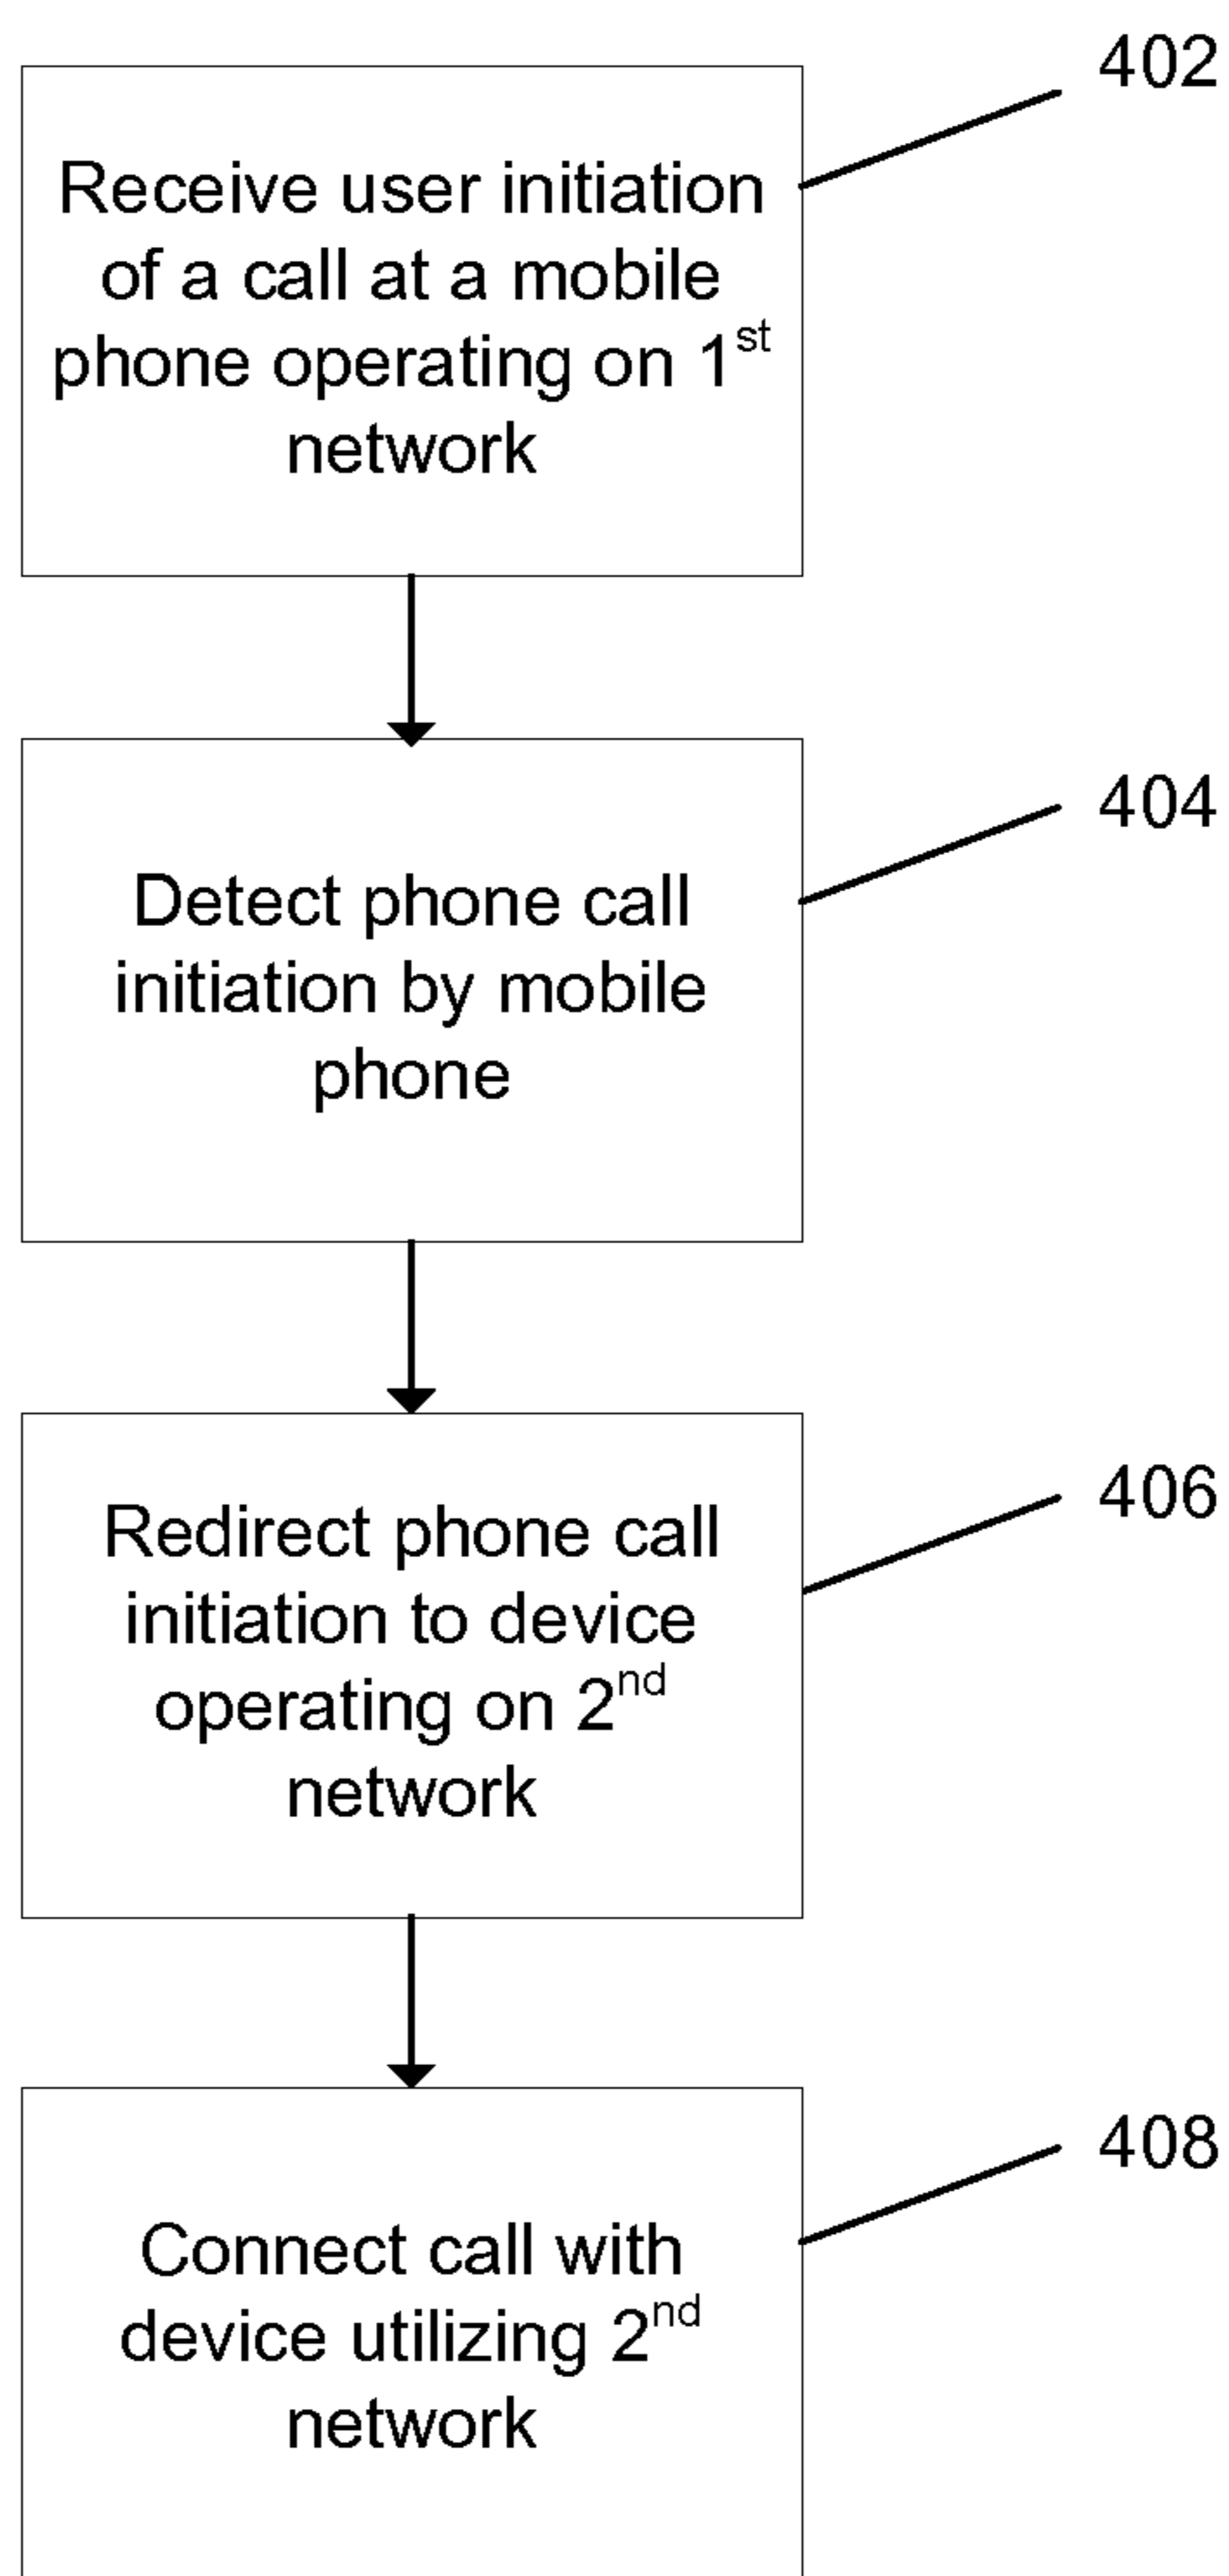 402
Receive user initiation
of a call at a mobile
phone operating on 1st
network
404
Detect phone call
initiation by mobile
phone
406
Redirect phone call
initiation to device
operating on 2nd
network
408
Connect call with
device utilizing 2nd
network